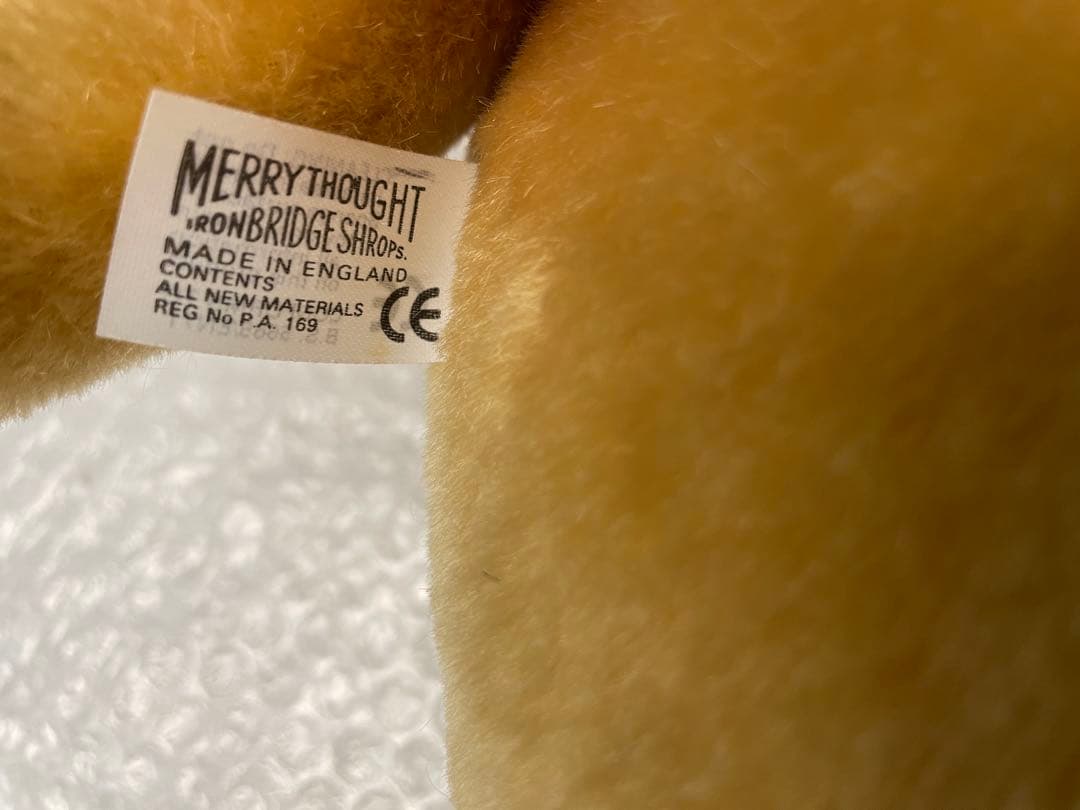 MERRYTHOUGHT
IRONBRIDGE SHROPS.
MADE IN ENGLAND
CONTENTS
ALL NEW MATERIALS
REG No P.A. 169
CE